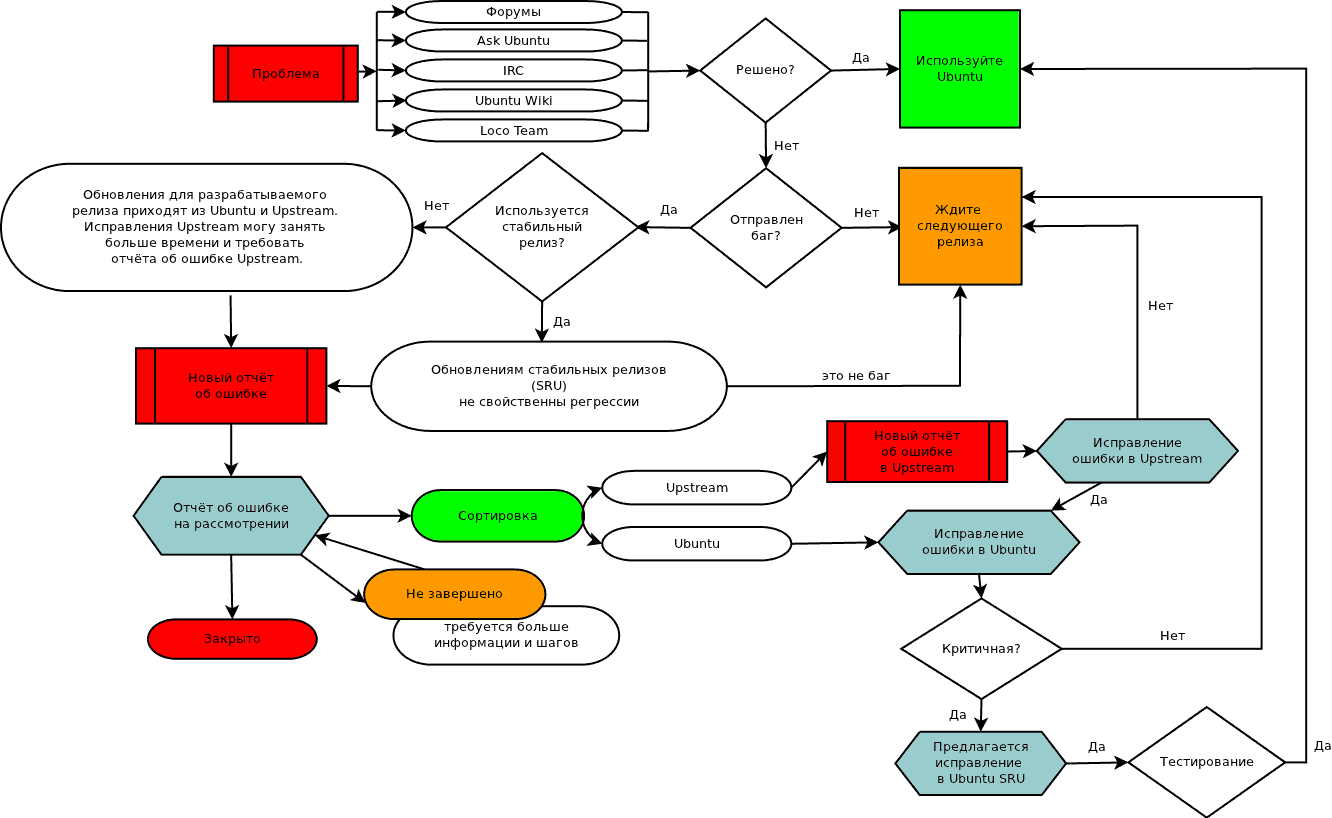 Форумы
Ask Ubuntu
IRC
Ubuntu Wiki
Loco Team
Проблема
Решено?
Да
Используйте
Ubuntu
Нет
Обновления для разрабатываемого
релиза приходят из Ubuntu и Upstream.
Исправления Upstream могу занять
больше времени и требовать
отчёта об ошибке Upstream.
Нет
Используется
стабильный
релиз?
Да
Отправлен
баг?
Нет
Ждите
следующего
релиза
Да
Нет
Новый отчёт
об ошибке
Обновлениям стабильных релизов
(SRU)
не свойственны регрессии
это не баг
Новый отчёт
об ошибке
в Upstream
Исправление
ошибки в Upstream
Да
Отчёт об ошибке
на рассмотрении
Сортировка
Upstream
Ubuntu
Исправление
ошибки в Ubuntu
Не завершено
требуется больше
информации и шагов
Закрыто
Критичная?
Нет
Да
Предлагается
исправление
в Ubuntu SRU
Да
Тестирование
Да